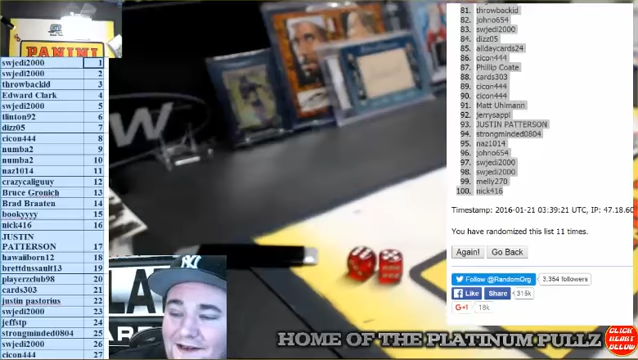 PANINI
swjedi2000 1
swjedi2000 2
throwbackid 3
Edward Clark 4
swjedi2000 5
tlinton92 6
dizz05 7
cicon444 8
numba2 9
numba2 10
naz1014 11
crazycaliguuy 12
Bruce Gronich 13
Brad Braaten 14
bookyyyy 15
nick416 16
JUSTIN
PATTERSON 17
hawaiiborn12 18
brettdussault13 19
playerzclub98 20
cards303 21
justin pastorius 22
swjedi2000 23
jeffstp 24
strongminded0804 25
swjedi2000 26
cicon444 27
81. throwbackid
82. johno654
83. swjedi2000
84. dizz05
85. alldaycards24
86. cicon444
87. Phillip Coate
88. cards303
89. cicon444
90. cicon444
91. Matt Uhlmann
92. jerrysappl
93. JUSTIN PATTERSON
94. strongminded0804
95. naz1014
96. johno654
97. swjedi2000
98. swjedi2000
99. melly270
100. nick416
Timestamp: 2016-01-21 03:39:21 UTC, IP: 47.18.60
You have randomized this list 11 times.
Again! Go Back
Follow @RandomOrg 3,364 followers
Like Share 316k
G+1 18k
HOME OF THE PLATINUM PULLZ
CLICK
BELOW